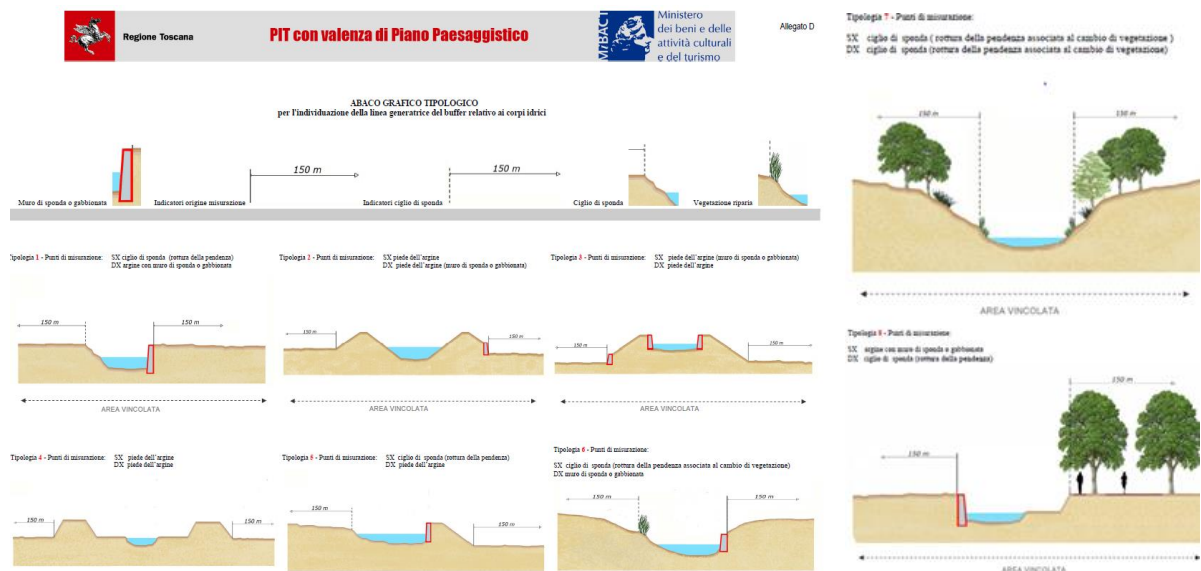 Regione Toscana
PIT con valenza di Piano Paesaggistico
MiBACT
Ministero
dei beni e delle
attività culturali
e del turismo
Allegato D
ABACO GRAFICO TIPOLOGICO
per l'individuazione della linea generatrice del buffer relativo ai corpi idrici
150 m
150 m
Muro di sponda o gabbionata
Indicatori origine misurazione
Indicatori ciglio di sponda
Ciglio di sponda
Vegetazione riparia
Tipologia 1 - Punti di misurazione: SX ciglio di sponda (rottura della pendenza)
DX argine con muro di sponda o gabbionata
150 m
150 m
AREA VINCOLATA
Tipologia 2 - Punti di misurazione: SX piede dell'argine
DX piede dell'argine (muro di sponda o gabbionata)
150 m
150 m
AREA VINCOLATA
Tipologia 3 - Punti di misurazione: SX piede dell'argine (muro di sponda o gabbionata)
DX piede dell'argine
150 m
150 m
AREA VINCOLATA
Tipologia 4 - Punti di misurazione: SX piede dell'argine
DX piede dell'argine
150 m
150 m
Tipologia 5 - Punti di misurazione: SX ciglio di sponda (rottura della pendenza)
DX piede dell'argine
150 m
150 m
Tipologia 6 - Punti di misurazione:
SX ciglio di sponda (rottura della pendenza associata al cambio di vegetazione)
DX muro di sponda o gabbionata
150 m
150 m
Tipologia 7 - Punti di misurazione:
SX ciglio di sponda ( rottura della pendenza associata al cambio di vegetazione )
DX ciglio di sponda (rottura della pendenza associata al cambio di vegetazione)
150 m
150 m
AREA VINCOLATA
Tipologia 8 - Punti di misurazione
SX argine con muro di sponda o gabbionata
DX ciglio di sponda (rottura della pendenza)
150 m
150 m
AREA VINCOLATA